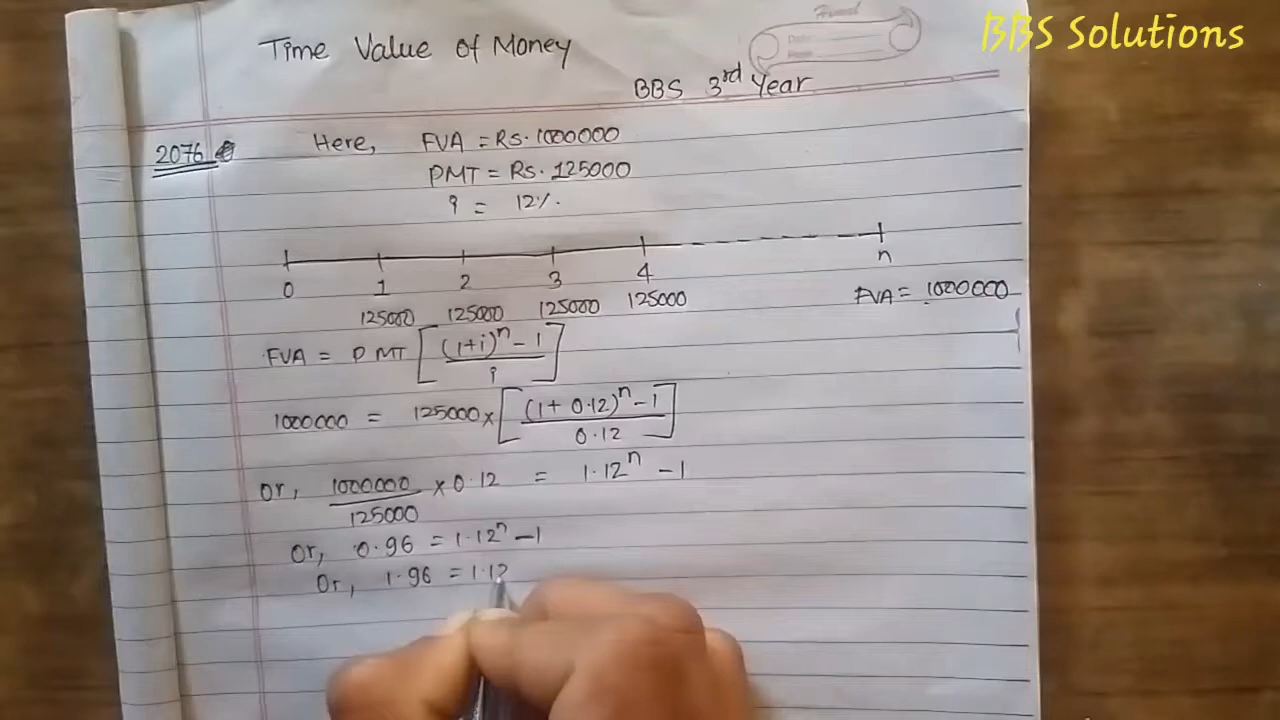 BBS Solutions
Time Value Of Money
BBS 3rd Year
2076 Here, FVA = RS. 1000000
PMT = Rs. 125000
i = 12%.
0 1 2 3 4 n
125000 125000 125000 125000 FVA = 1000000
FVA = PMT [ (1+i)^n - 1 / i ]
1000000 = 125000 × [ (1 + 0.12)^n - 1 / 0.12 ]
Or, 1000000 / 125000 × 0.12 = 1.12^n - 1
Or, 0.96 = 1.12^n - 1
Or, 1.96 = 1.12